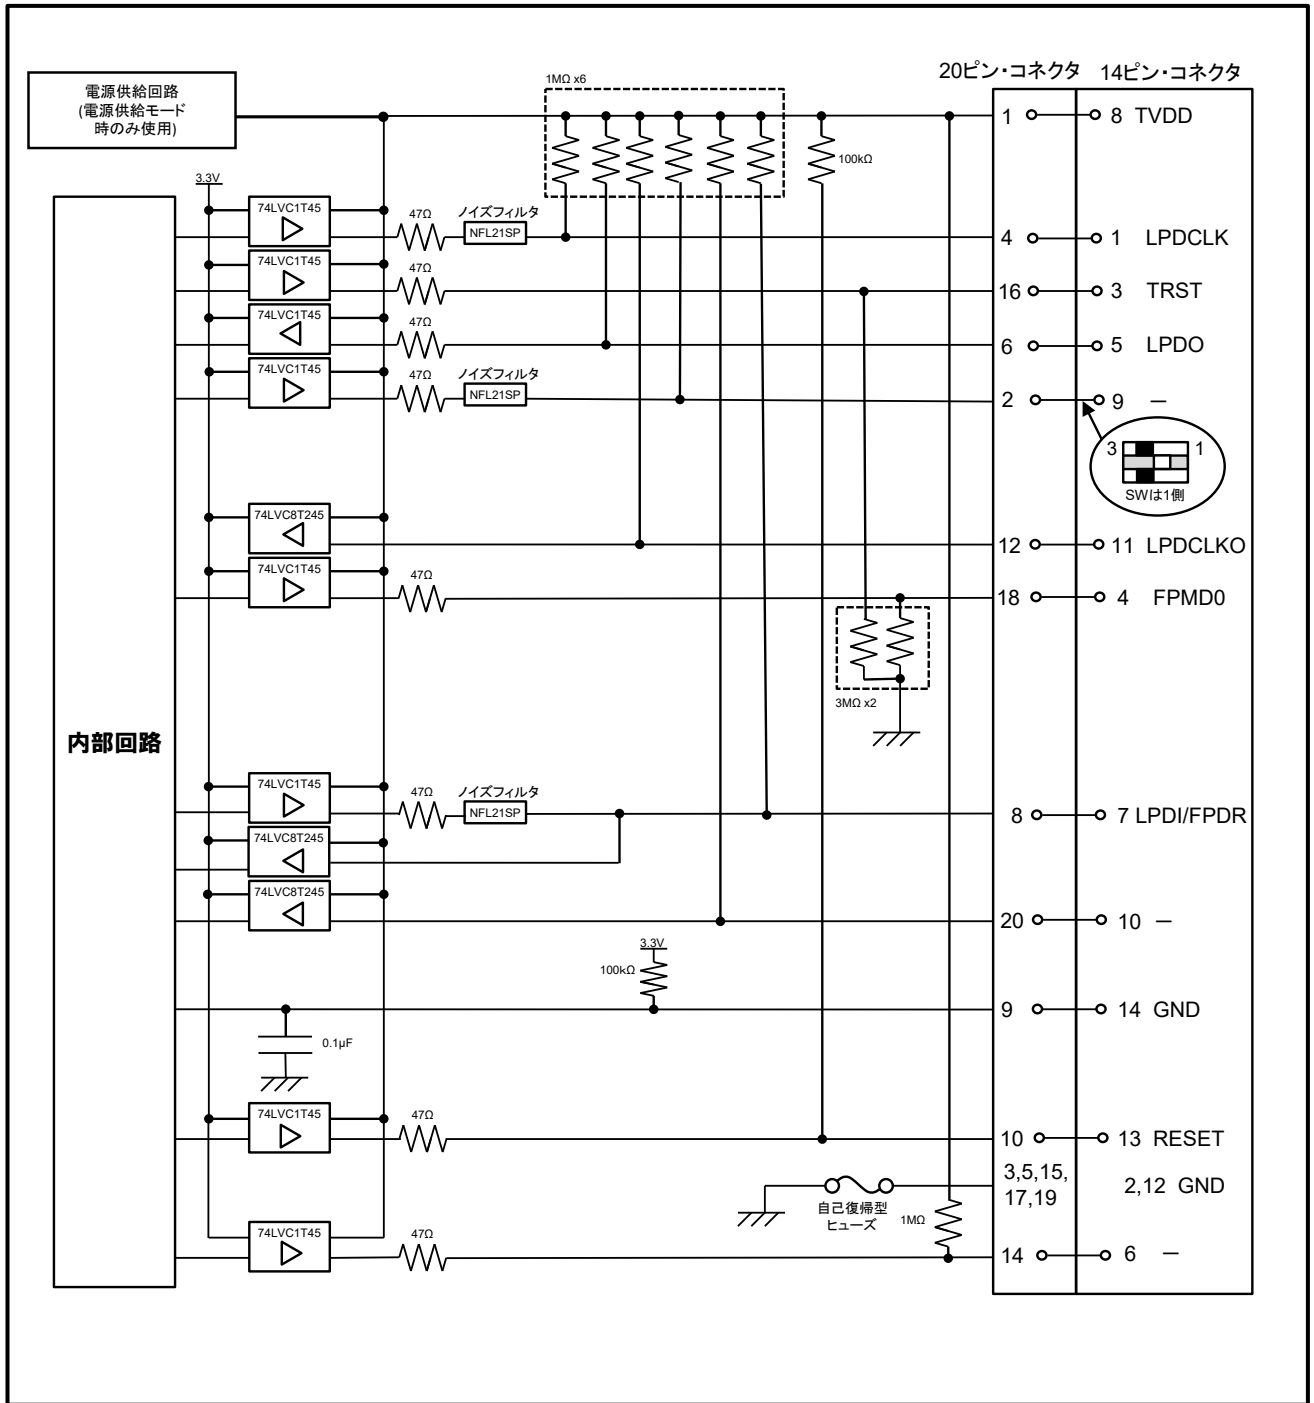 20ピン・コネクタ 14ピン・コネクタ
電源供給回路
(電源供給モード
時のみ使用)
1MΩ x6
1 8 TVDD
100kΩ
3.3V
74LVC1T45 47Ω ノイズフィルタ
NFL21SP
4 1 LPDCLK
74LVC1T45 47Ω
16 3 TRST
74LVC1T45 47Ω
6 5 LPDO
74LVC1T45 47Ω ノイズフィルタ
NFL21SP
2 9 －
3 1
SWは1側
74LVC8T245
12 11 LPDCLKO
74LVC1T45 47Ω
18 4 FPMD0
3MΩ x2
内部回路
74LVC1T45 47Ω ノイズフィルタ
NFL21SP
8 7 LPDI/FPDR
74LVC8T245
74LVC8T245
20 10 －
3.3V
100kΩ
9 14 GND
0.1μF
74LVC1T45 47Ω
10 13 RESET
3,5,15,
17,19
2,12 GND
自己復帰型
ヒューズ
1MΩ
74LVC1T45 47Ω
14 6 －